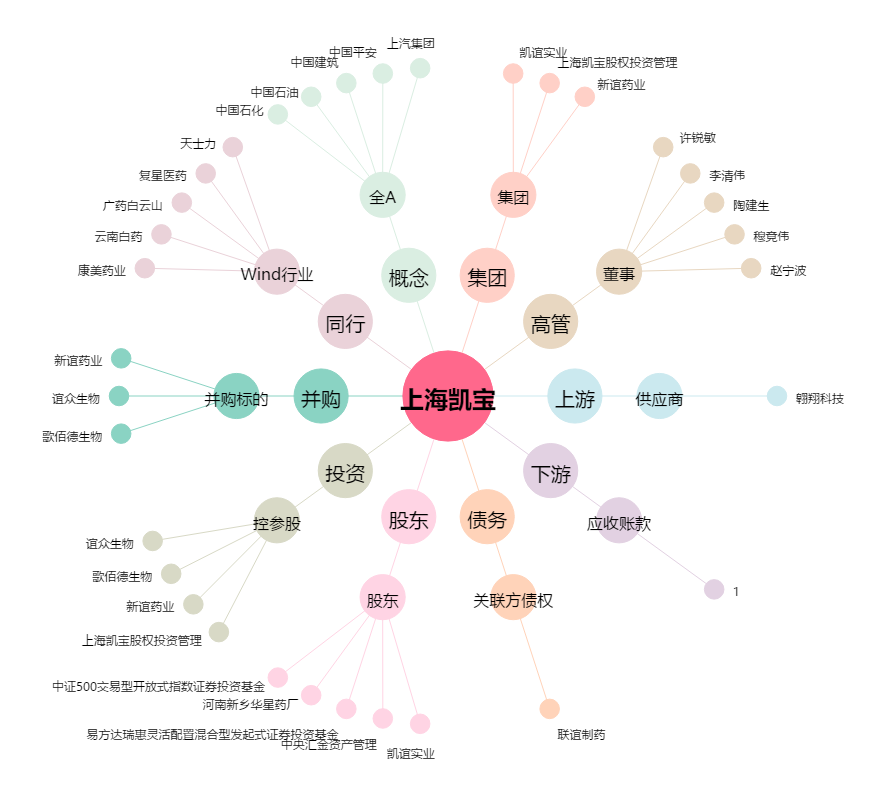 上汽集团
中国平安
中国建筑
中国石油
中国石化
全A
概念
凯谊实业
上海凯宝股权投资管理
新谊药业
集团
集团
天士力
复星医药
广药白云山
云南白药
康美药业
Wind行业
同行
许锐敏
李清伟
陶建生
穆竟伟
赵宁波
董事
高管
新谊药业
谊众生物
歌佰德生物
并购标的
并购
上海凯宝
上游
供应商
翱翔科技
投资
控参股
谊众生物
歌佰德生物
新谊药业
上海凯宝股权投资管理
股东
股东
中证500交易型开放式指数证券投资基金
河南新乡华星药厂
易方达瑞惠灵活配置混合型发起式证券投资基金
中央汇金资产管理
凯谊实业
债务
关联方债权
联谊制药
下游
应收账款
1